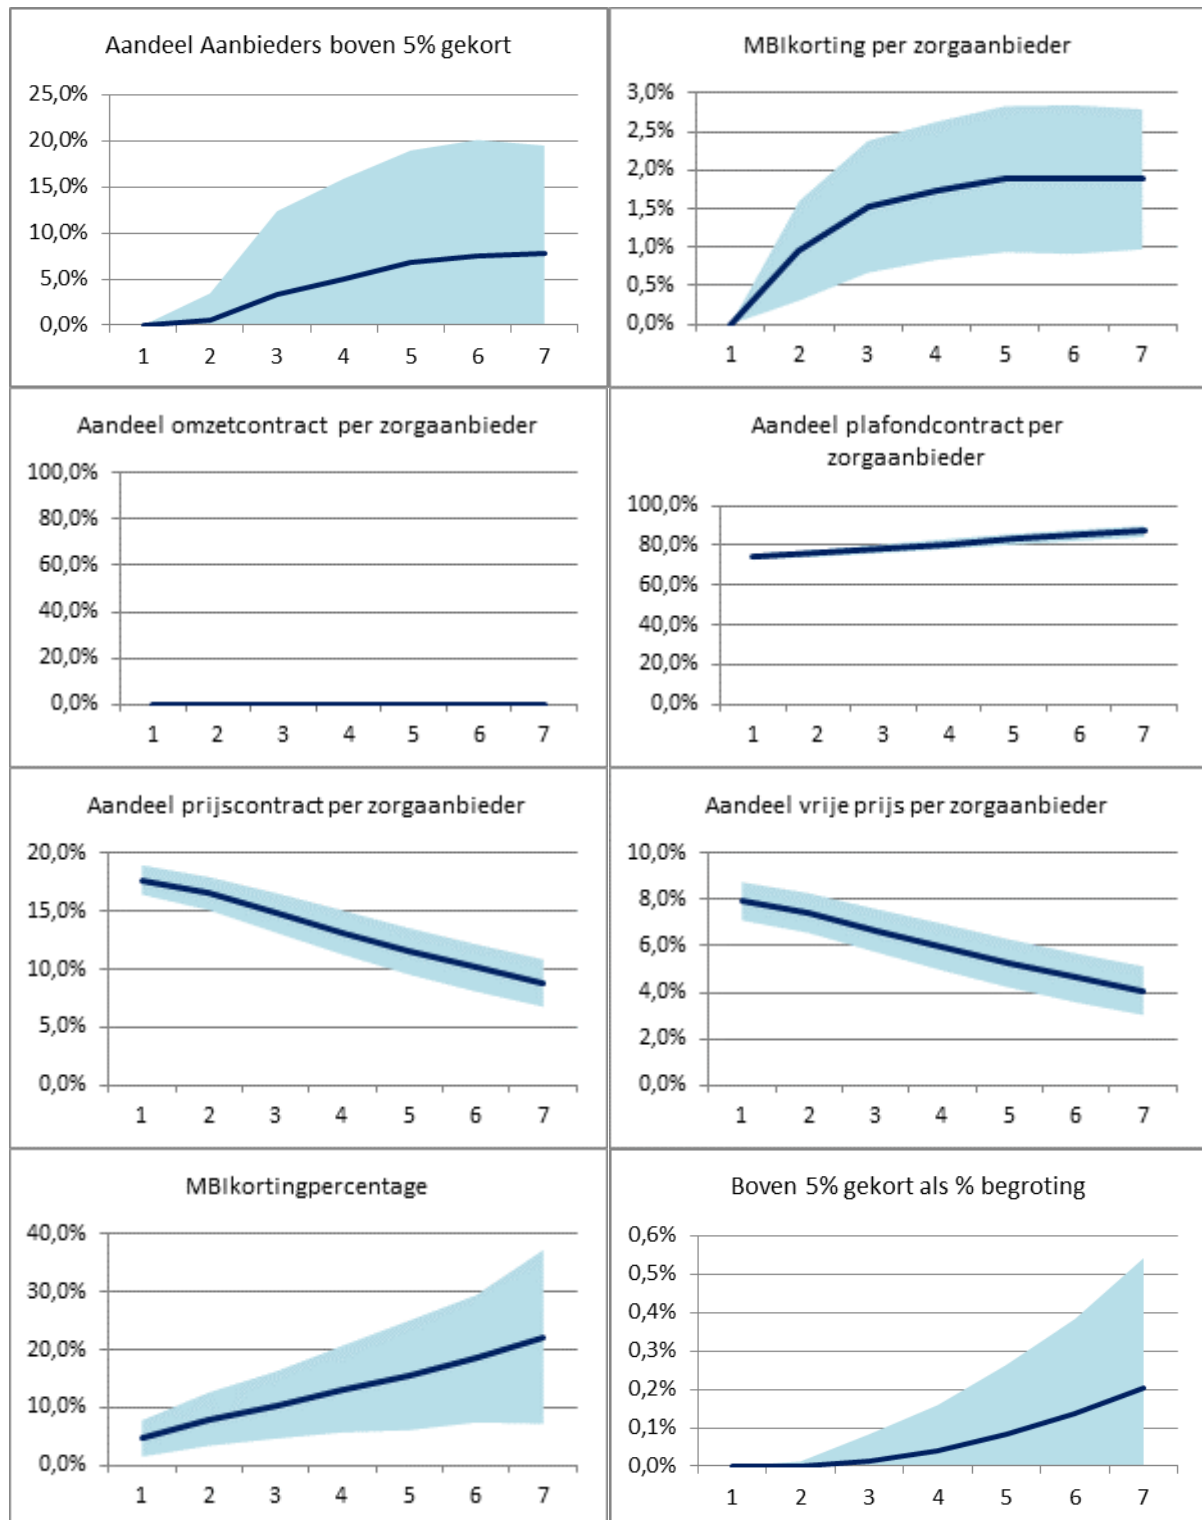 Aandeel Aanbieders boven 5% gekort
25,0%
20,0%
15,0%
10,0%
5,0%
0,0%
1 2 3 4 5 6 7
MBIkorting per zorgaanbieder
3,0%
2,5%
2,0%
1,5%
1,0%
0,5%
0,0%
1 2 3 4 5 6 7
Aandeel omzetcontract per zorgaanbieder
100,0%
80,0%
60,0%
40,0%
20,0%
0,0%
1 2 3 4 5 6 7
Aandeel plafondcontract per
zorgaanbieder
100,0%
80,0%
60,0%
40,0%
20,0%
0,0%
1 2 3 4 5 6 7
Aandeel prijscontract per zorgaanbieder
20,0%
15,0%
10,0%
5,0%
0,0%
1 2 3 4 5 6 7
Aandeel vrije prijs per zorgaanbieder
10,0%
8,0%
6,0%
4,0%
2,0%
0,0%
1 2 3 4 5 6 7
MBIkortingpercentage
40,0%
30,0%
20,0%
10,0%
0,0%
1 2 3 4 5 6 7
Boven 5% gekort als % begroting
0,6%
0,5%
0,4%
0,3%
0,2%
0,1%
0,0%
1 2 3 4 5 6 7